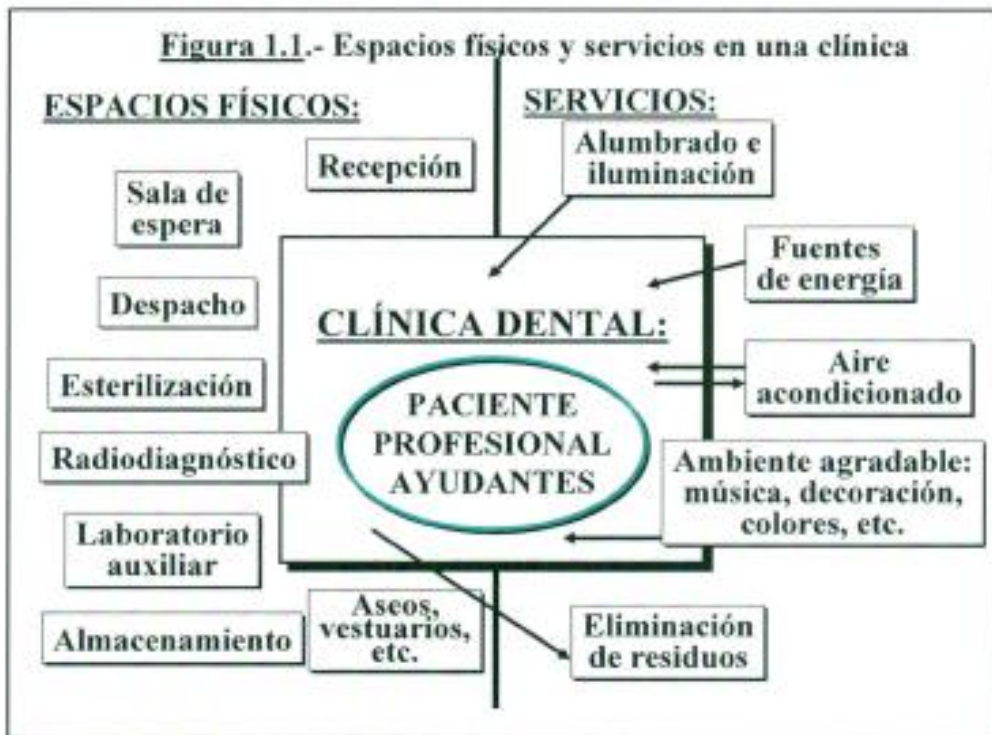 Figura 1.1.- Espacios físicos y servicios en una clínica
ESPACIOS FÍSICOS:
Recepción
Sala de
espera
Despacho
Esterilización
Radiodiagnóstico
Laboratorio
auxiliar
Almacenamiento
Aseos,
vestuarios,
etc.
SERVICIOS:
Alumbrado e
iluminación
Fuentes
de energía
Aire
acondicionado
Ambiente agradable:
música, decoración,
colores, etc.
Eliminación
de residuos
CLÍNICA DENTAL:
PACIENTE
PROFESIONAL
AYUDANTES